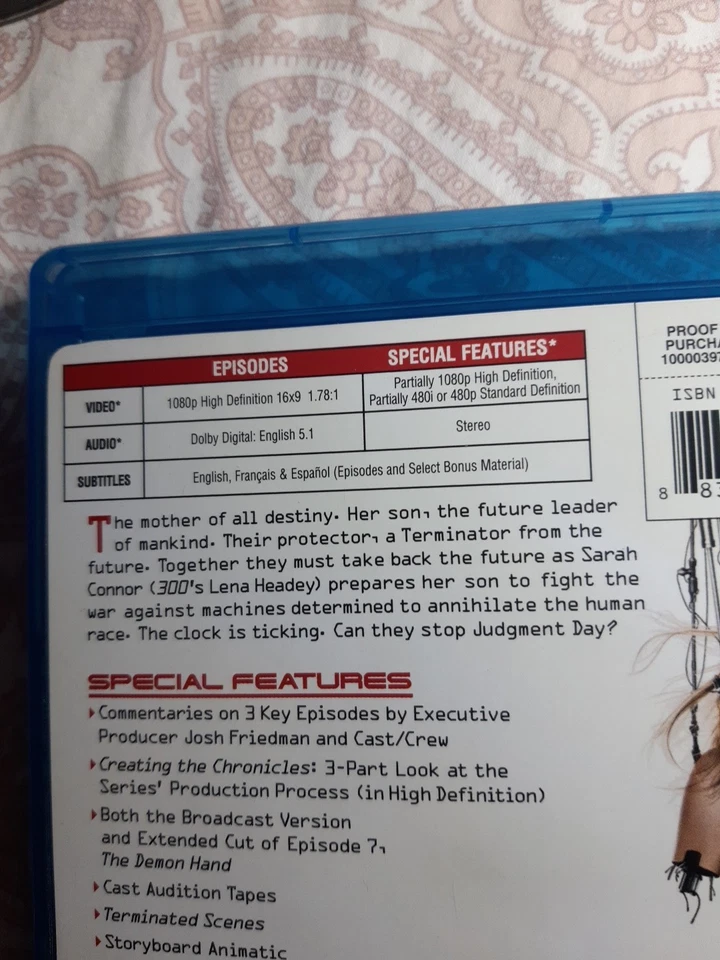 EPISODES SPECIAL FEATURES*
VIDEO* 1080p High Definition 16x9 1.78:1 Partially 1080p High Definition,
Partially 480i or 480p Standard Definition
AUDIO* Dolby Digital: English 5.1 Stereo
SUBTITLES English, Français & Español (Episodes and Select Bonus Material)
PROOF
PURCHA
1000039
ISBN
8 8
The mother of all destiny. Her son, the future leader
of mankind. Their protector, a Terminator from the
future. Together they must take back the future as Sarah
Connor (300's Lena Headey) prepares her son to fight the
war against machines determined to annihilate the human
race. The clock is ticking. Can they stop Judgment Day?
SPECIAL FEATURES
Commentaries on 3 Key Episodes by Executive
Producer Josh Friedman and Cast/Crew
Creating the Chronicles: 3-Part Look at the
Series' Production Process (in High Definition)
Both the Broadcast Version
and Extended Cut of Episode 7,
The Demon Hand
Cast Audition Tapes
Terminated Scenes
Storyboard Animatic